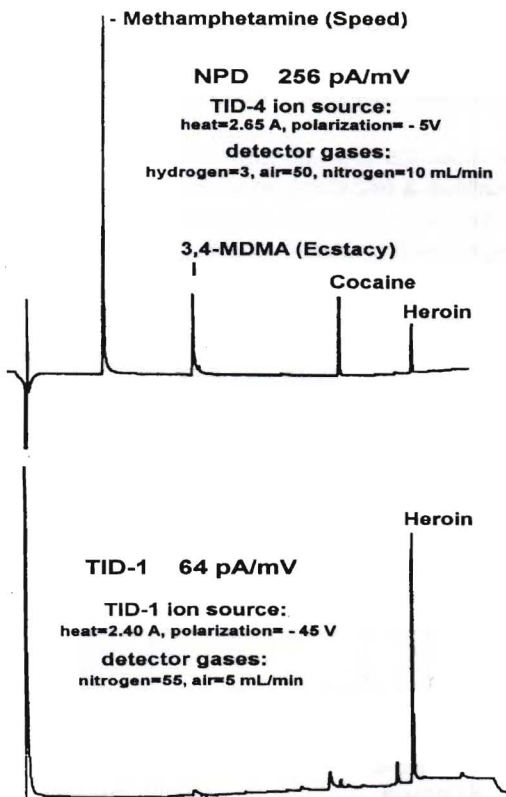 - Methamphetamine (Speed)
NPD 256 pA/mV
TID-4 ion source:
heat=2.65 A, polarization= - 5V
detector gases:
hydrogen=3, air=50, nitrogen=10 mL/min
3,4-MDMA (Ecstacy)
Cocaine
Heroin
Heroin
TID-1 64 pA/mV
TID-1 ion source:
heat=2.40 A, polarization= - 45 V
detector gases:
nitrogen=55, air=5 mL/min